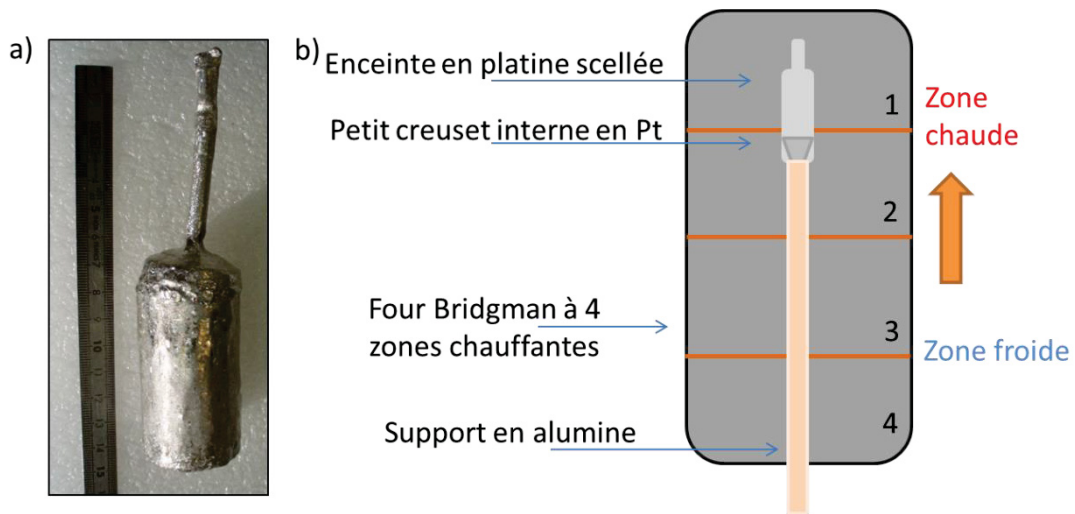 a)
b)
Enceinte en platine scellée
Petit creuset interne en Pt
Four Bridgman à 4
zones chauffantes
Support en alumine
1
2
3
4
Zone
chaude
Zone froide